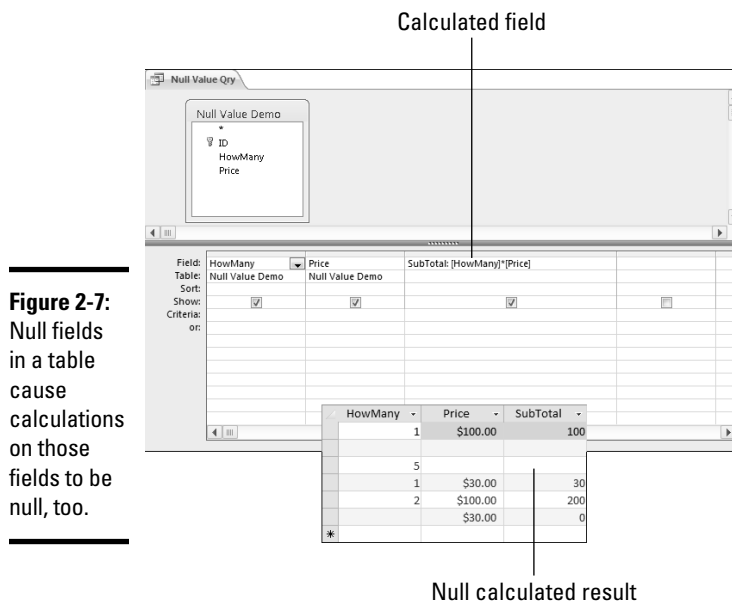 Calculated field
Null Value Qry
Null Value Demo
*
ID
HowMany
Price
Field: HowMany Price SubTotal: [HowMany]*[Price]
Table: Null Value Demo Null Value Demo
Sort:
Show:
Criteria:
or:
Figure 2-7:
Null fields
in a table
cause
calculations
on those
fields to be
null, too.
HowMany Price SubTotal
1 $100.00 100
5
1 $30.00 30
2 $100.00 200
$30.00 0
*
Null calculated result